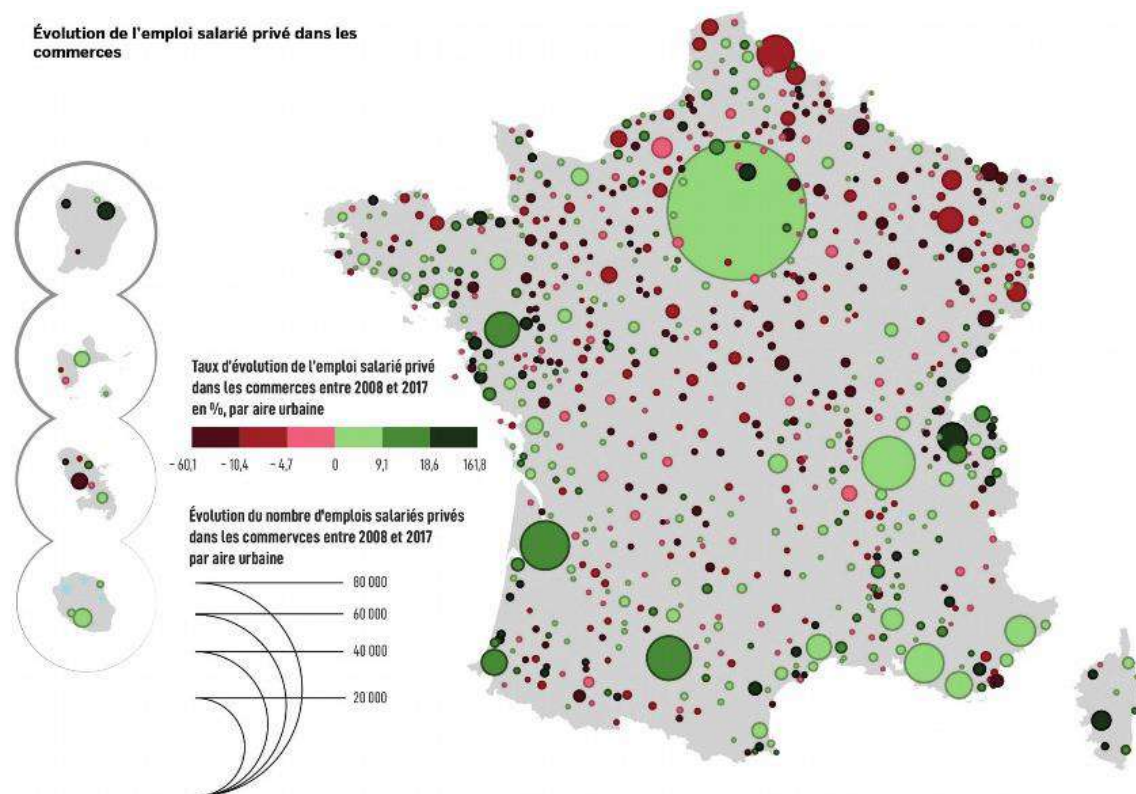 Évolution de l'emploi salarié privé dans les
commerces
Taux d'évolution de l'emploi salarié privé
dans les commerces entre 2008 et 2017
en %, par aire urbaine
− 60,1 − 10,4 − 4,7 0 9,1 18,6 161,8
Évolution du nombre d'emplois salariés privés
dans les commervces entre 2008 et 2017
par aire urbaine
80 000
60 000
40 000
20 000